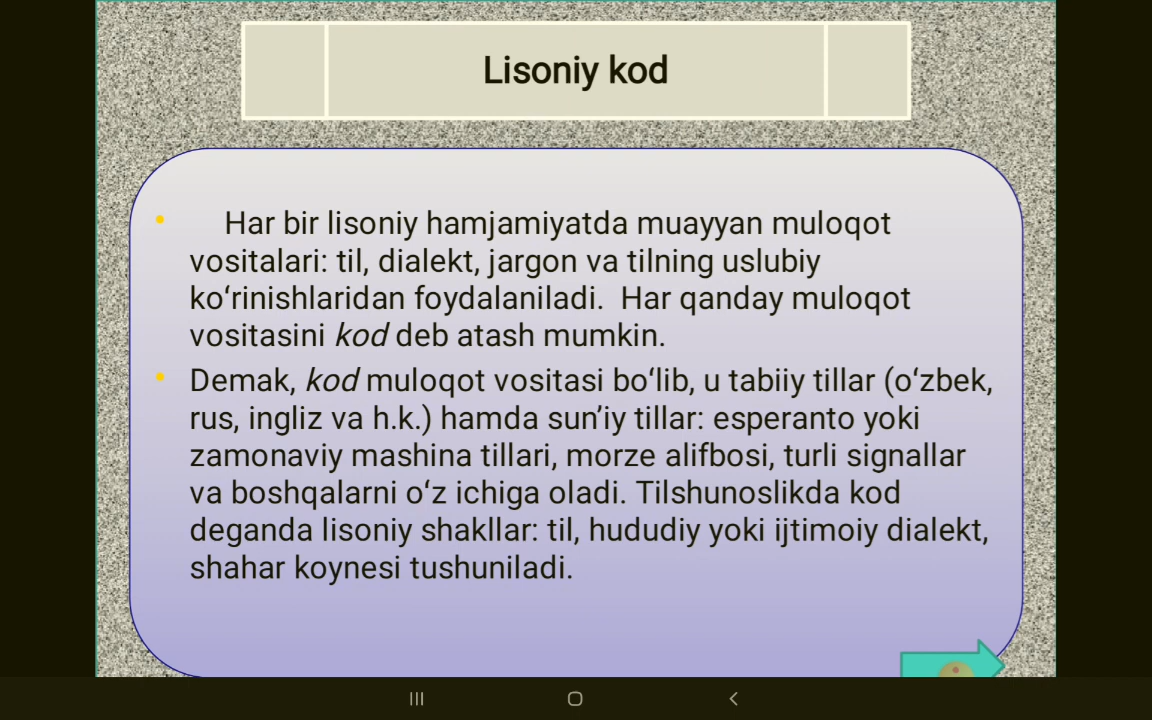 Lisoniy kod
Har bir lisoniy hamjamiyatda muayyan muloqot
vositalari: til, dialekt, jargon va tilning uslubiy
ko‘rinishlaridan foydalaniladi.  Har qanday muloqot
vositasini kod deb atash mumkin.
Demak, kod muloqot vositasi bo‘lib, u tabiiy tillar (o‘zbek,
rus, ingliz va h.k.) hamda sun’iy tillar: esperanto yoki
zamonaviy mashina tillari, morze alifbosi, turli signallar
va boshqalarni o‘z ichiga oladi. Tilshunoslikda kod
deganda lisoniy shakllar: til, hududiy yoki ijtimoiy dialekt,
shahar koynesi tushuniladi.